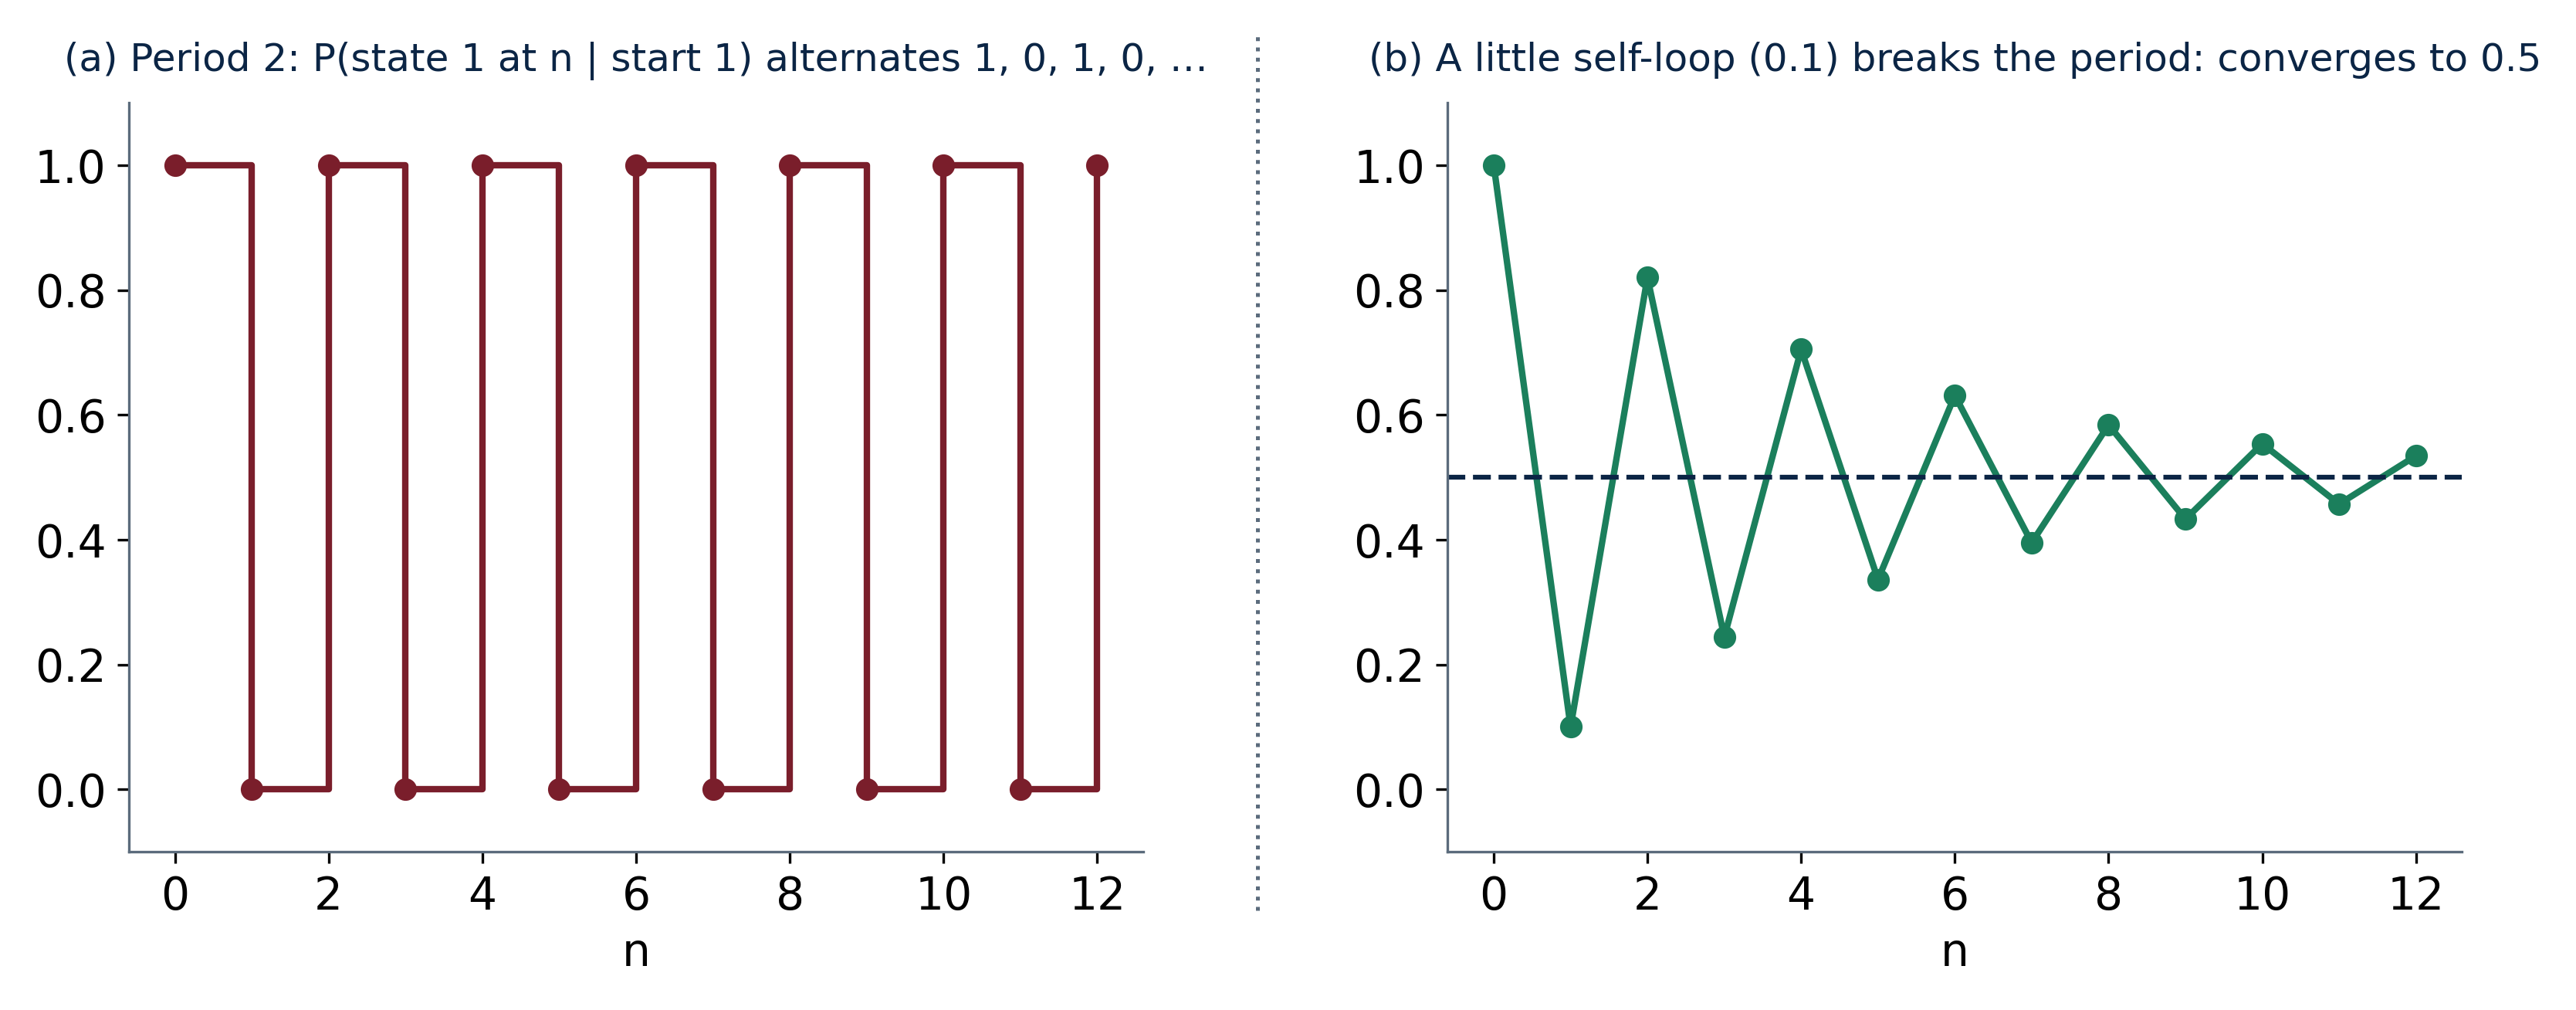 (a) Period 2: P(state 1 at n | start 1) alternates 1, 0, 1, 0, ...
1.0
0.8
0.6
0.4
0.2
0.0
0 2 4 6 8 10 12
n
(b) A little self-loop (0.1) breaks the period: converges to 0.5
1.0
0.8
0.6
0.4
0.2
0.0
0 2 4 6 8 10 12
n